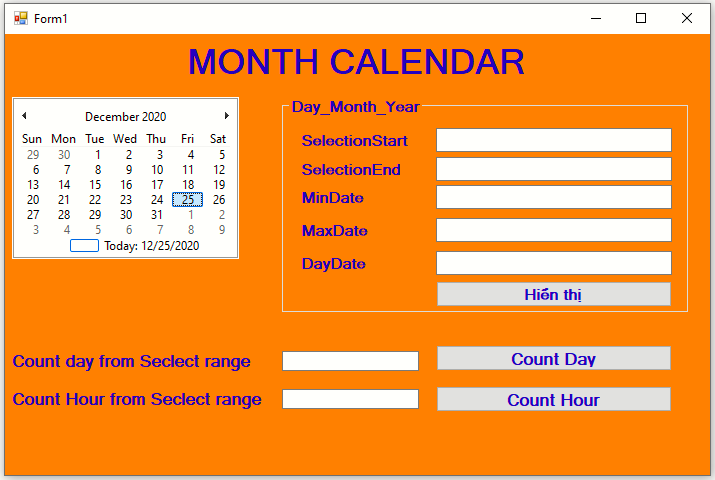 Form1
MONTH CALENDAR
December 2020
Sun Mon Tue Wed Thu Fri Sat
29 30 1 2 3 4 5
6 7 8 9 10 11 12
13 14 15 16 17 18 19
20 21 22 23 24 25 26
27 28 29 30 31 1 2
3 4 5 6 7 8 9
Today: 12/25/2020
Day_Month_Year
SelectionStart
SelectionEnd
MinDate
MaxDate
DayDate
Hiển thị
Count day from Seclect range
Count Day
Count Hour from Seclect range
Count Hour